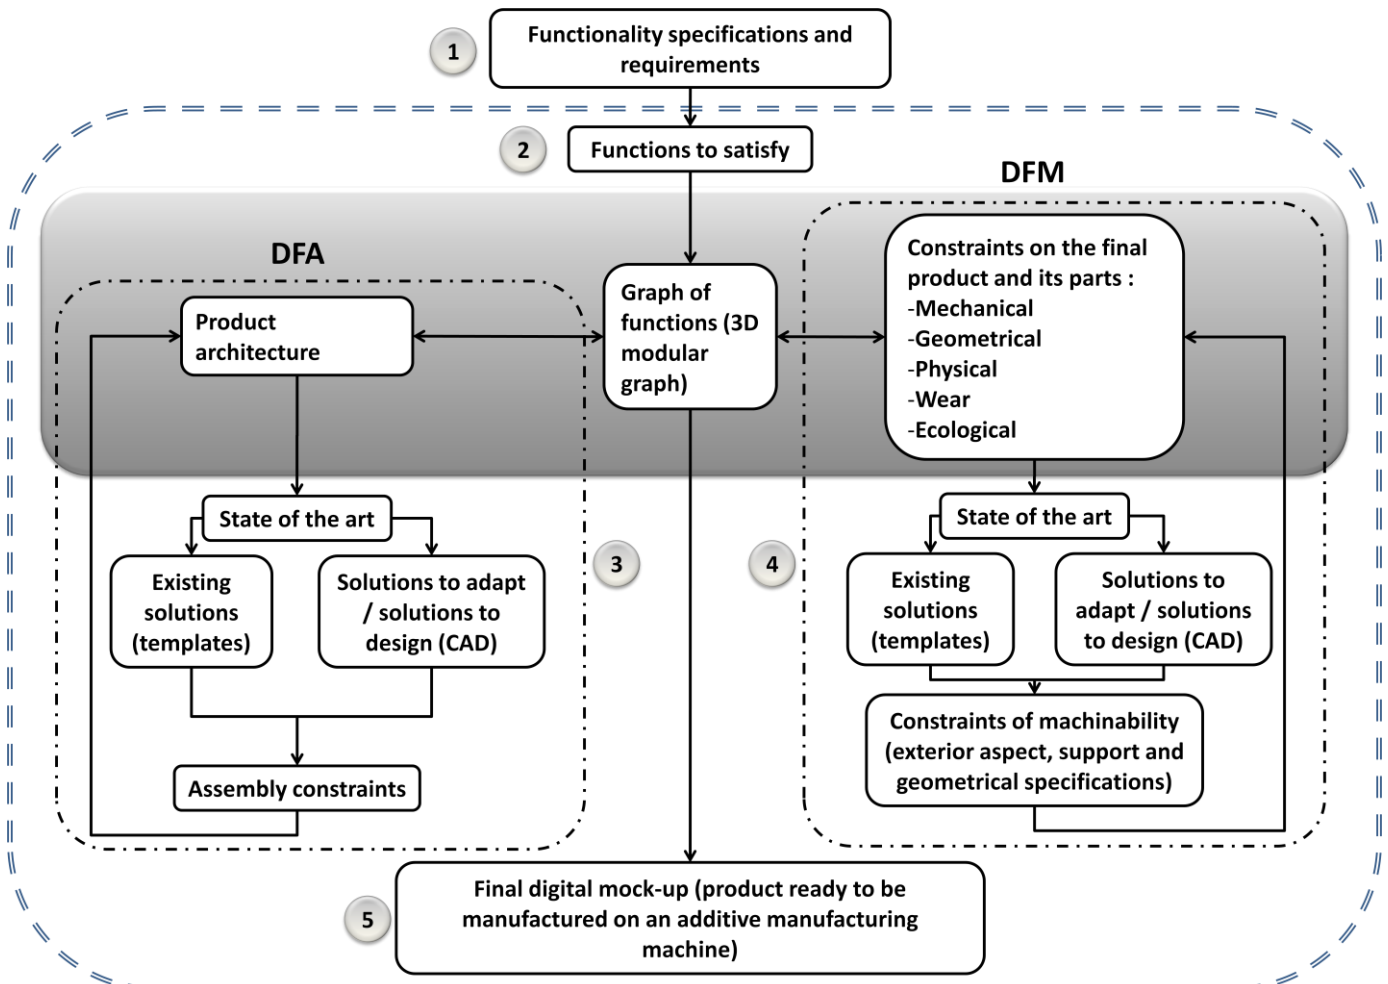 1
Functionality specifications and
requirements
2
Functions to satisfy
DFM
DFA
Product
architecture
Graph of
functions (3D
modular
graph)
Constraints on the final
product and its parts :
-Mechanical
-Geometrical
-Physical
-Wear
-Ecological
State of the art
Existing
solutions
(templates)
Solutions to adapt
/ solutions to
design (CAD)
Assembly constraints
3
4
State of the art
Existing
solutions
(templates)
Solutions to
adapt / solutions
to design (CAD)
Constraints of machinability
(exterior aspect, support and
geometrical specifications)
5
Final digital mock-up (product ready to be
manufactured on an additive manufacturing
machine)